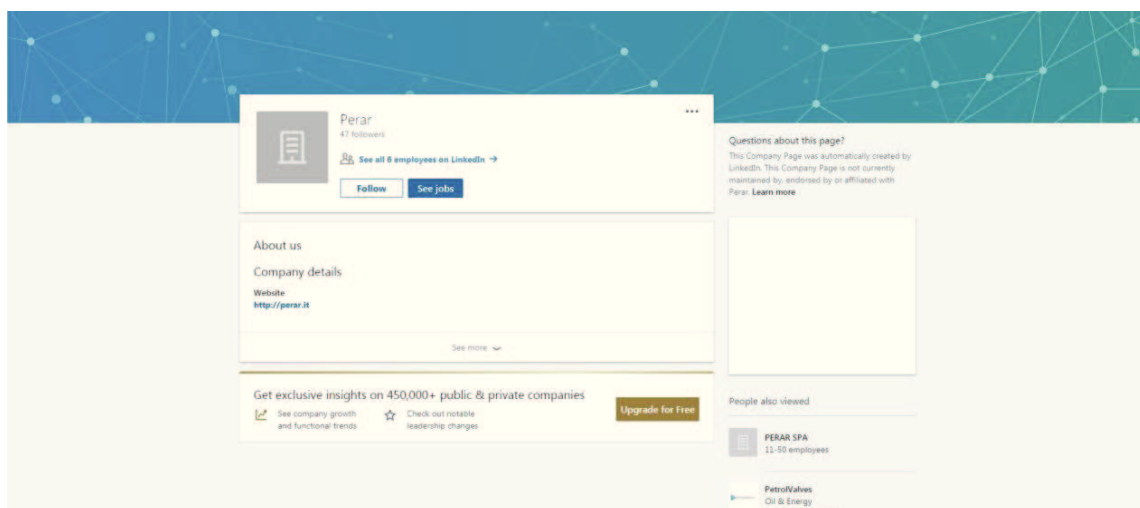 Perar
47 followers
See all 6 employees on LinkedIn →
Follow
See jobs
About us
Company details
Website
http://perar.it
See more
Get exclusive insights on 450,000+ public & private companies
See company growth
and functional trends
Check out notable
leadership changes
Upgrade for Free
Questions about this page?
This Company Page was automatically created by
LinkedIn. This Company Page is not currently
maintained by, endorsed by or affiliated with
Perar. Learn more
People also viewed
PERAR SPA
11-50 employees
PetrolValves
Oil & Energy